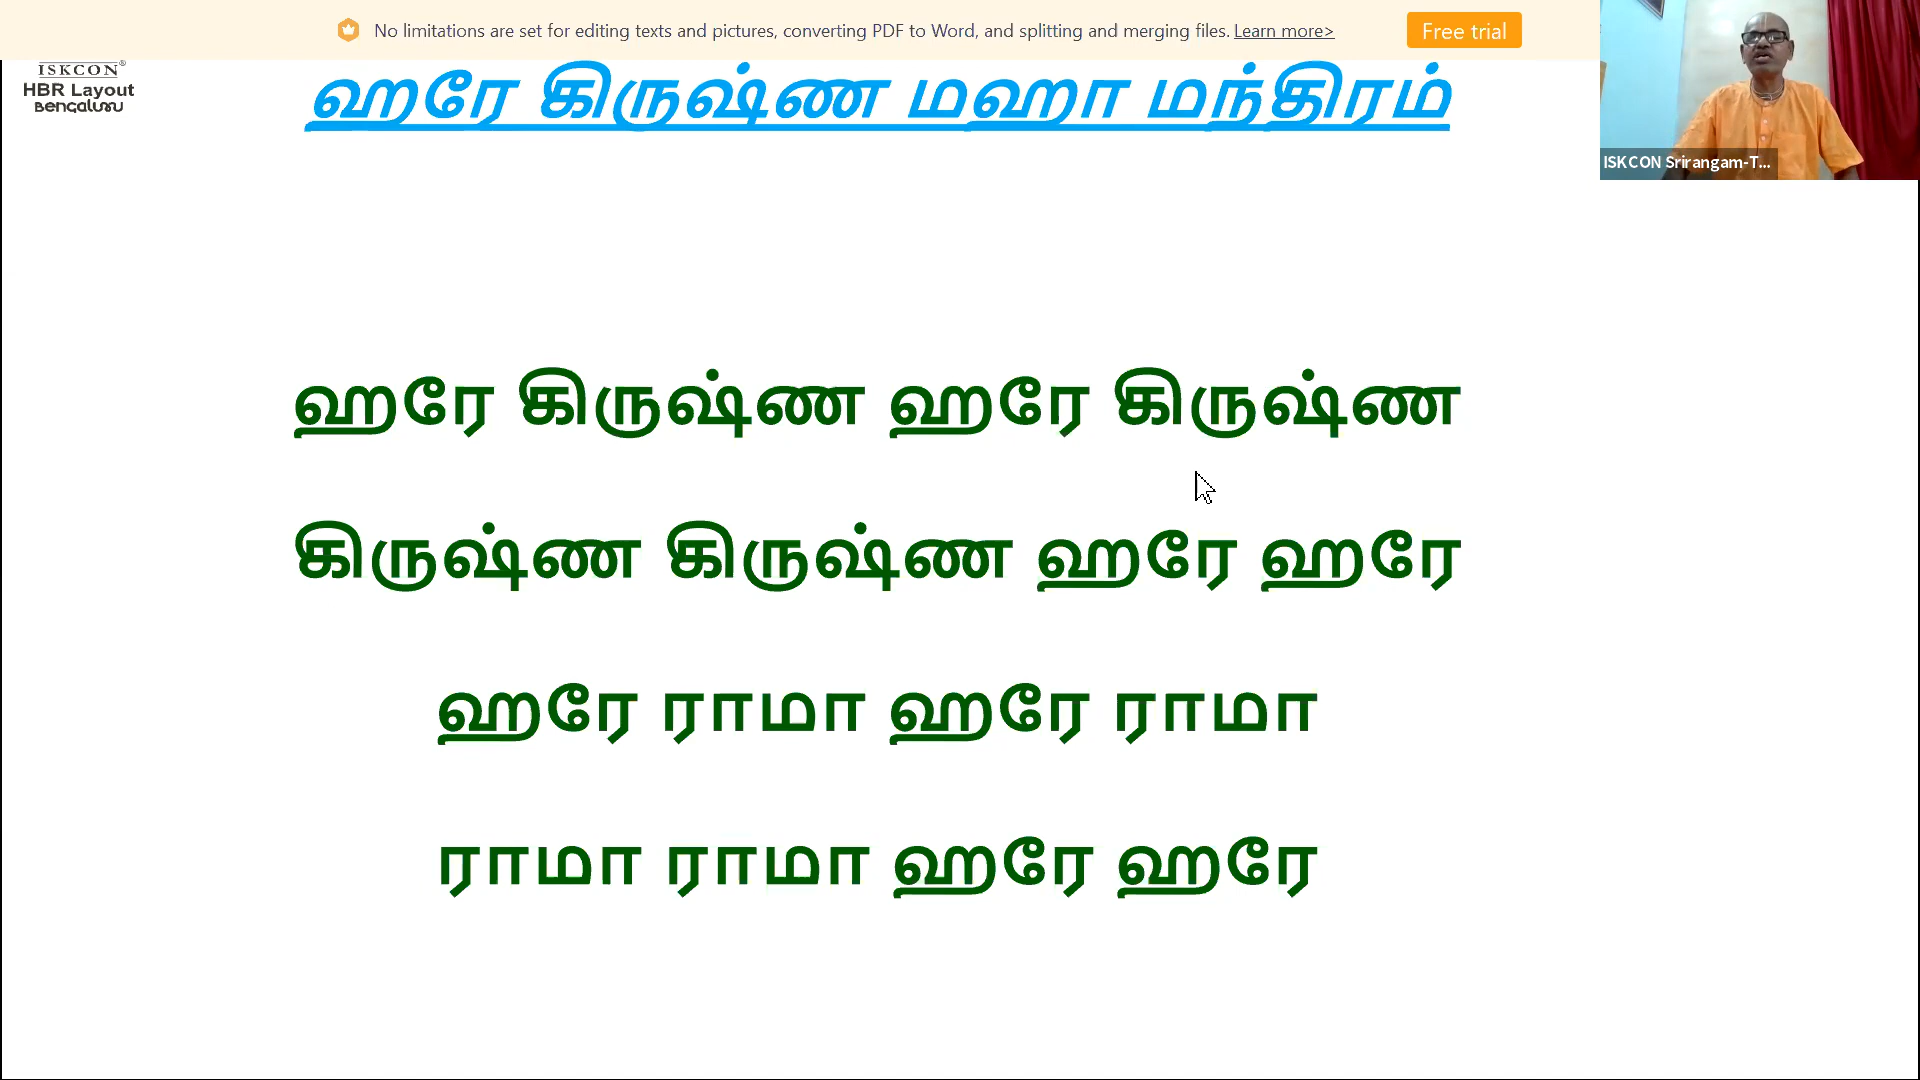 No limitations are set for editing texts and pictures, converting PDF to Word, and splitting and merging files. Learn more>
Free trial
ISKCON®
HBR Layout
Bengaluru
ஹரே கிருஷ்ண மஹா மந்திரம்
ISKCON Srirangam-T...
ஹரே கிருஷ்ண ஹரே கிருஷ்ண
கிருஷ்ண கிருஷ்ண ஹரே ஹரே
ஹரே ராமா ஹரே ராமா
ராமா ராமா ஹரே ஹரே